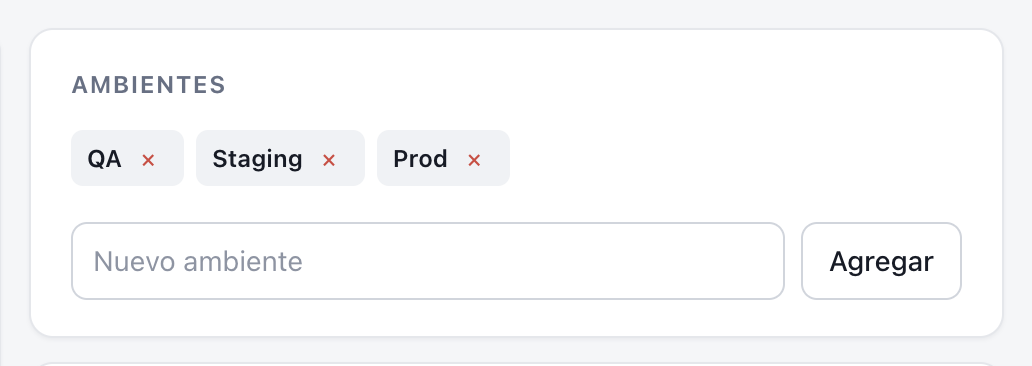 AMBIENTES
QA × Staging × Prod ×
Nuevo ambiente Agregar